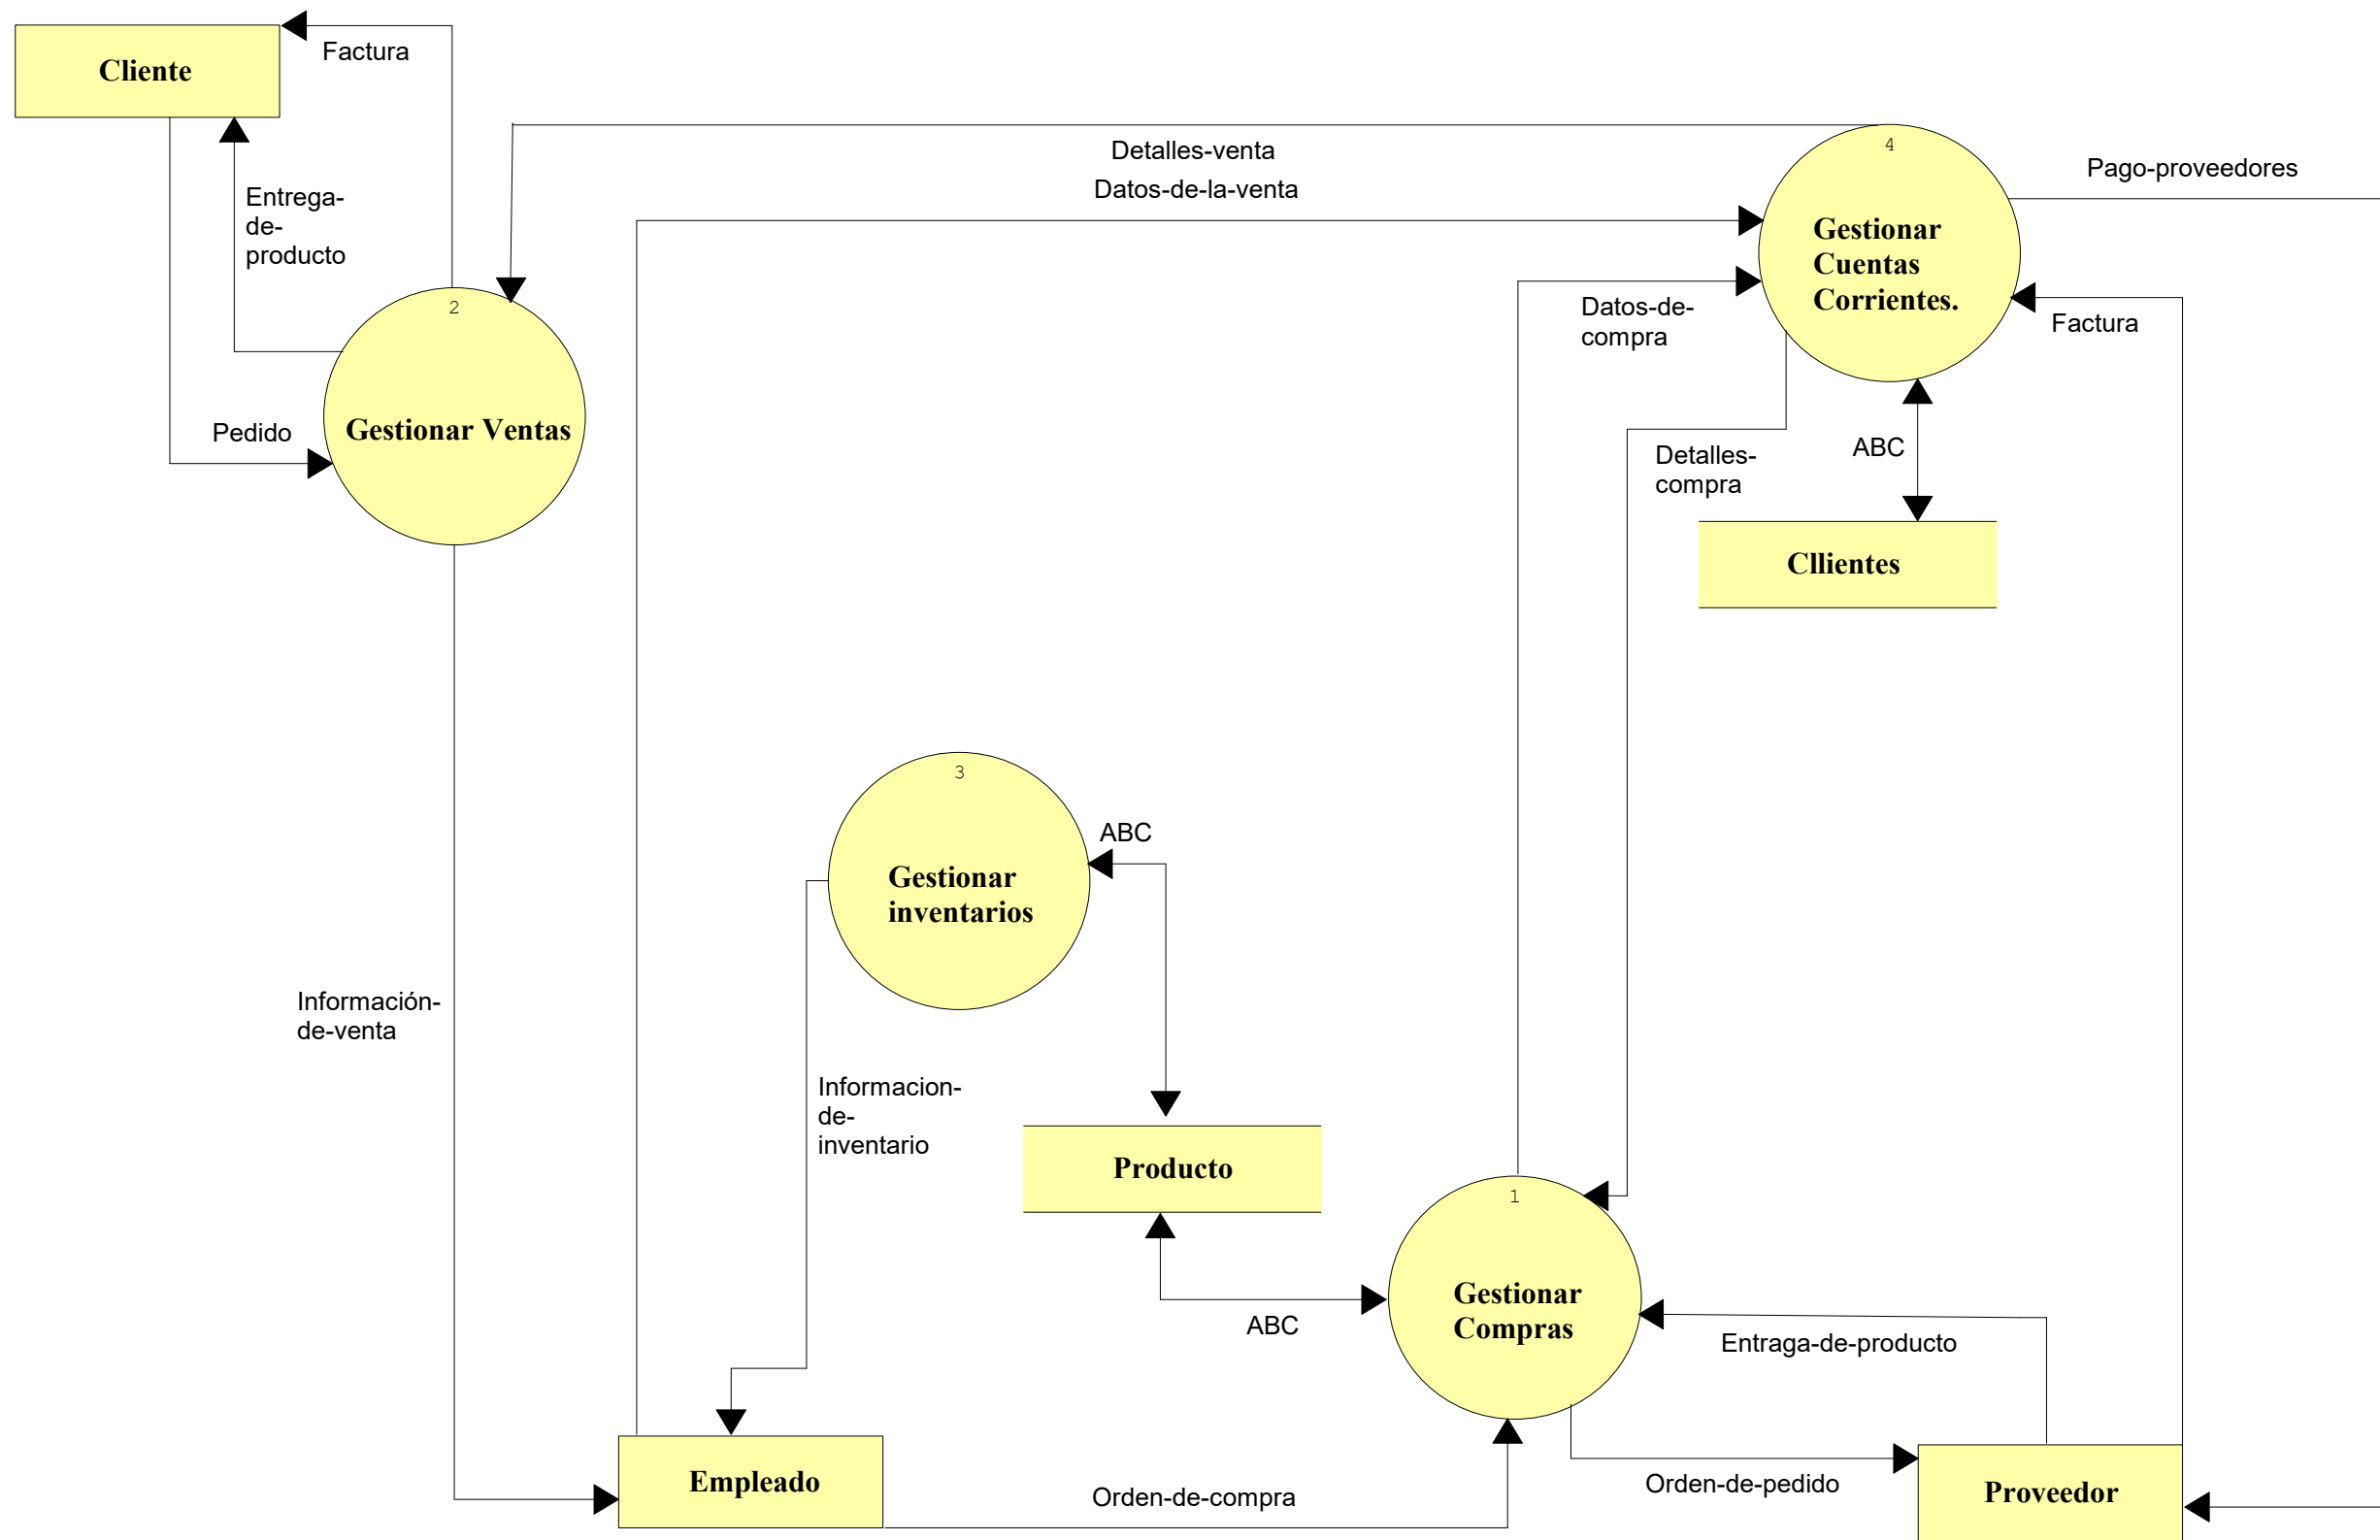 Factura
Cliente
Detalles-venta
4
Pago-proveedores
Datos-de-la-venta
Entrega-
de-
producto
Gestionar
Cuentas
Corrientes.
2
Datos-de-
compra
Factura
Gestionar Ventas
Pedido
Detalles-
compra
ABC
Cllientes
3
ABC
Gestionar
inventarios
Información-
de-venta
Informacion-
de-
inventario
Producto
1
Gestionar
Compras
ABC
Entraga-de-producto
Empleado
Orden-de-compra
Orden-de-pedido
Proveedor